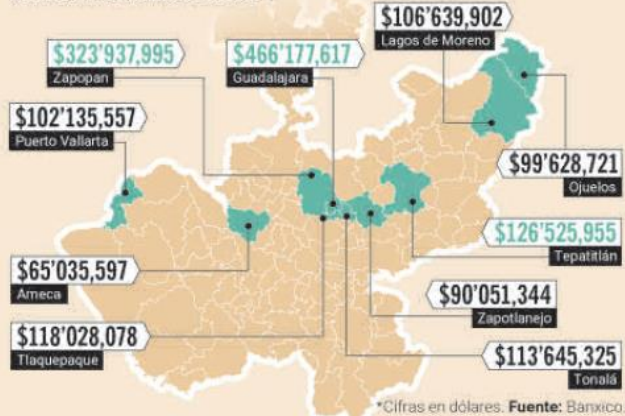 $106'639,902
Lagos de Moreno
$323'937,995
Zapopan
$466'177,617
Guadalajara
$102'135,557
Puerto Vallarta
$99'628,721
Ojuelos
$126'525,955
Tepatitlán
$65'035,597
Ameca
$90'051,344
Zapotlanejo
$118'028,078
Tlaquepaque
$113'645,325
Tonalá
*Cifras en dólares. Fuente: Banxico